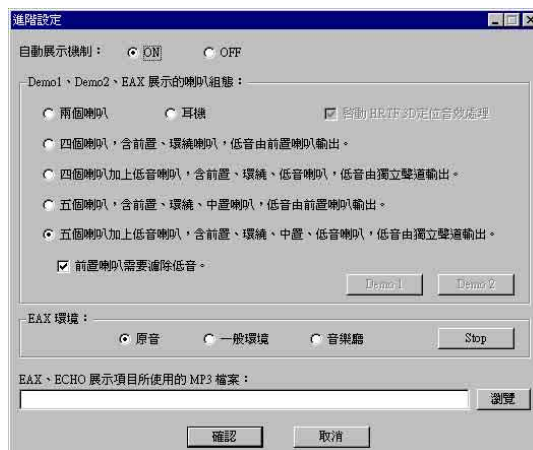 進階設定
自動展示機制： ON OFF
Demo1、Demo2、EAX 展示的喇叭組態：
兩個喇叭 耳機 啓動 HRTF 3D定位音效處理
四個喇叭，含前置、環繞喇叭，低音由前置喇叭輸出。
四個喇叭加上低音喇叭，含前置、環繞、低音喇叭，低音由獨立聲道輸出。
五個喇叭，含前置、環繞、中置喇叭，低音由前置喇叭輸出。
五個喇叭加上低音喇叭，含前置、環繞、中置、低音喇叭，低音由獨立聲道輸出。
前置喇叭需要濾除低音。
Demo 1 Demo 2
EAX 環境：
原音 一般環境 音樂廳 Stop
EAX、ECHO 展示項目所使用的 MP3 檔案：
瀏覽
確認 取消